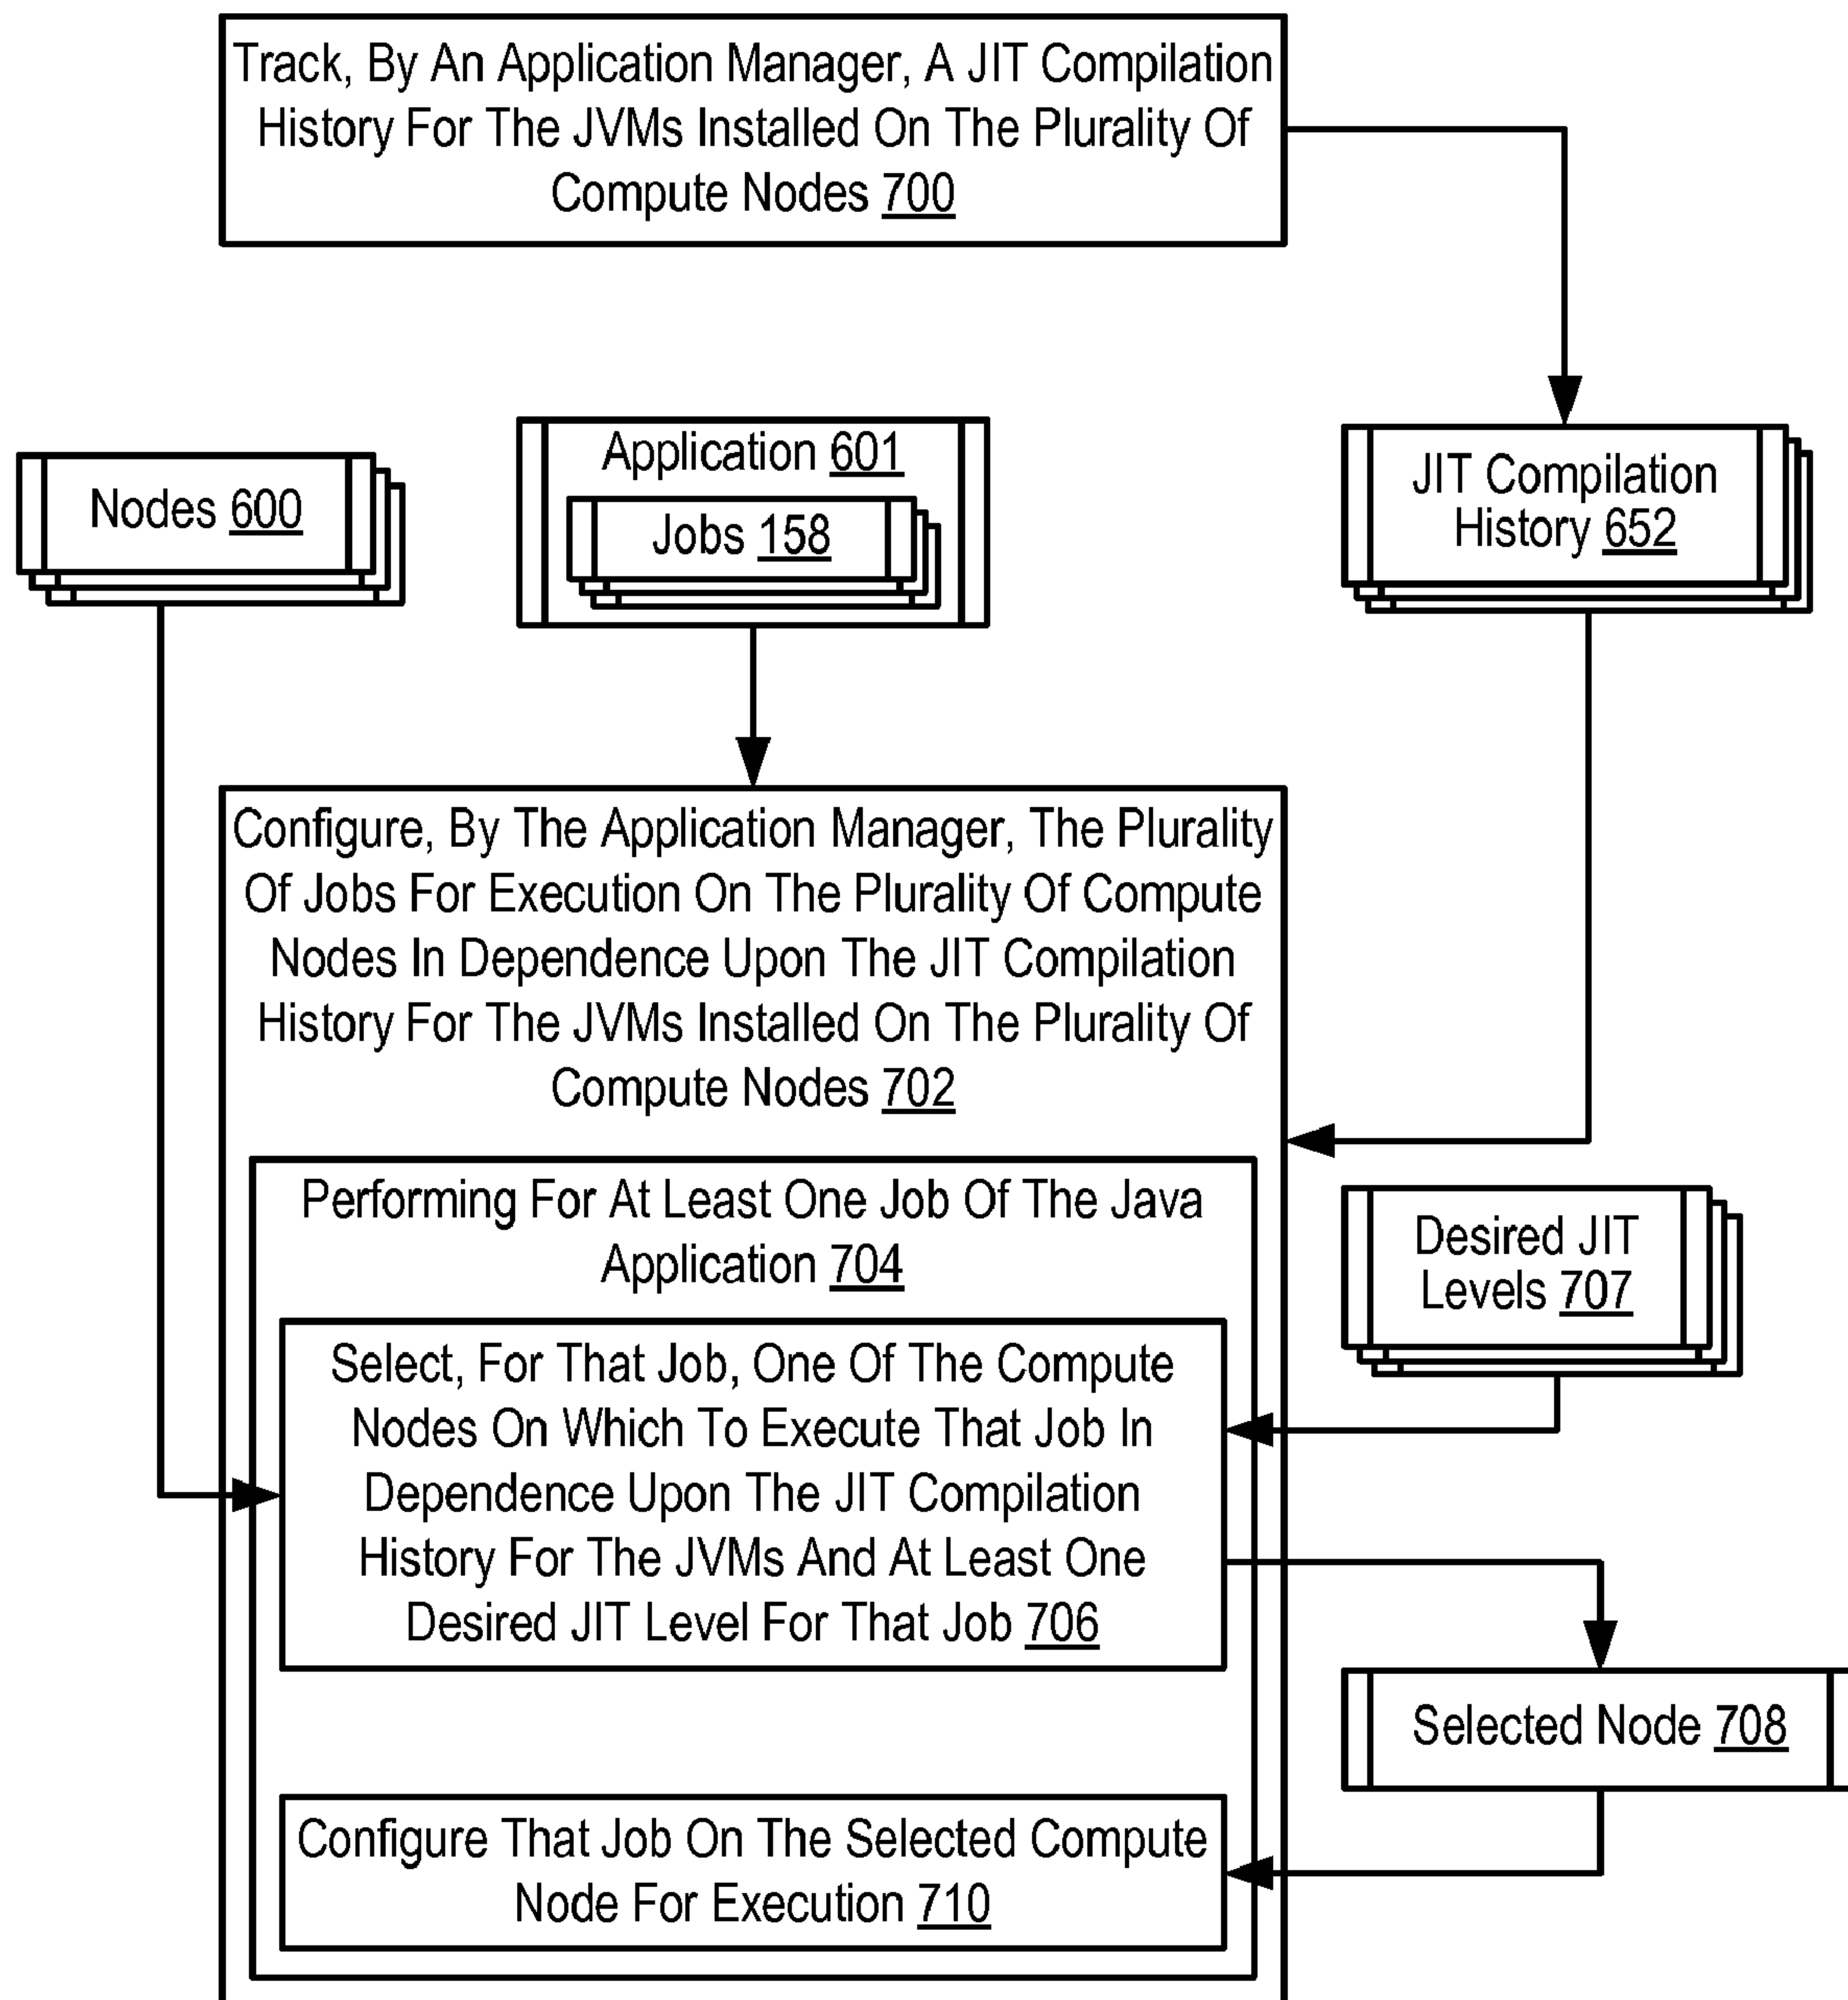 Track, By An Application Manager, A JIT Compilation
History For The JVMs Installed On The Plurality Of
Compute Nodes 700
Nodes 600
Application 601
Jobs 158
JIT Compilation
History 652
Configure, By The Application Manager, The Plurality
Of Jobs For Execution On The Plurality Of Compute
Nodes In Dependence Upon The JIT Compilation
History For The JVMs Installed On The Plurality Of
Compute Nodes 702
Performing For At Least One Job Of The Java
Application 704
Desired JIT
Levels 707
Select, For That Job, One Of The Compute
Nodes On Which To Execute That Job In
Dependence Upon The JIT Compilation
History For The JVMs And At Least One
Desired JIT Level For That Job 706
Selected Node 708
Configure That Job On The Selected Compute
Node For Execution 710